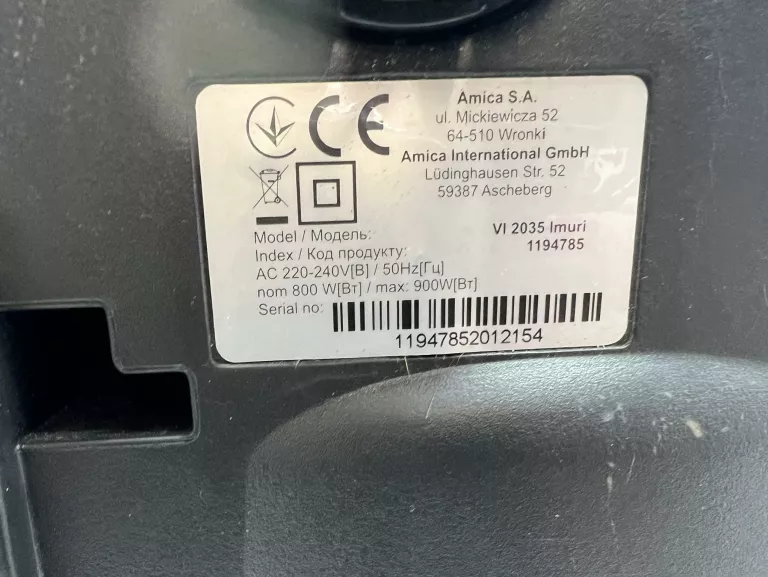 CE
Amica S.A.
ul. Mickiewicza 52
64-510 Wronki
Amica International GmbH
Lüdinghausen Str. 52
59387 Ascheberg
Model / Модель: VI 2035 Imuri
Index / Код продукту: 1194785
AC 220-240V[В] / 50Hz[Гц]
nom 800 W[Вт] / max: 900W[Вт]
Serial no:
11947852012154